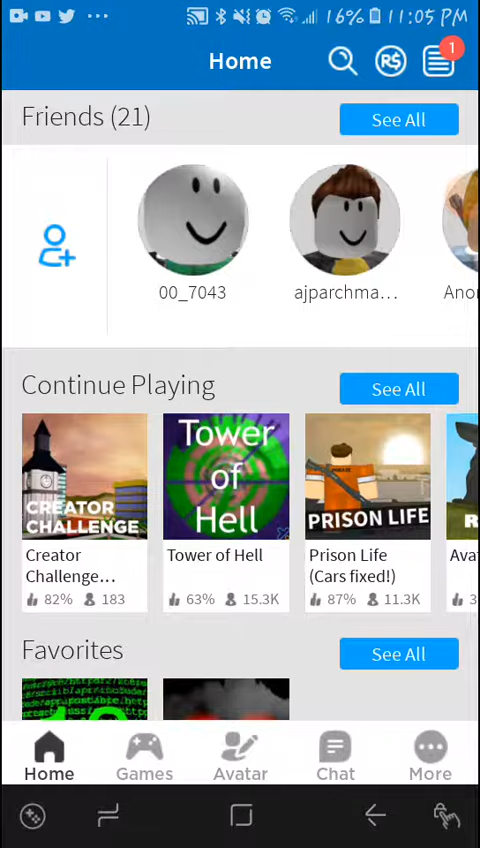 16% 11:05 PM
Home
R$
1
Friends (21)
See All
00_7043
ajparchma...
Anor
Continue Playing
See All
CREATOR
CHALLENGE
Tower
of
Hell
PRISON LIFE
R
Creator
Challenge...
Tower of Hell
Prison Life
(Cars fixed!)
Ava
82% 183
63% 15.3K
87% 11.3K
3
Favorites
See All
Home
Games
Avatar
Chat
More